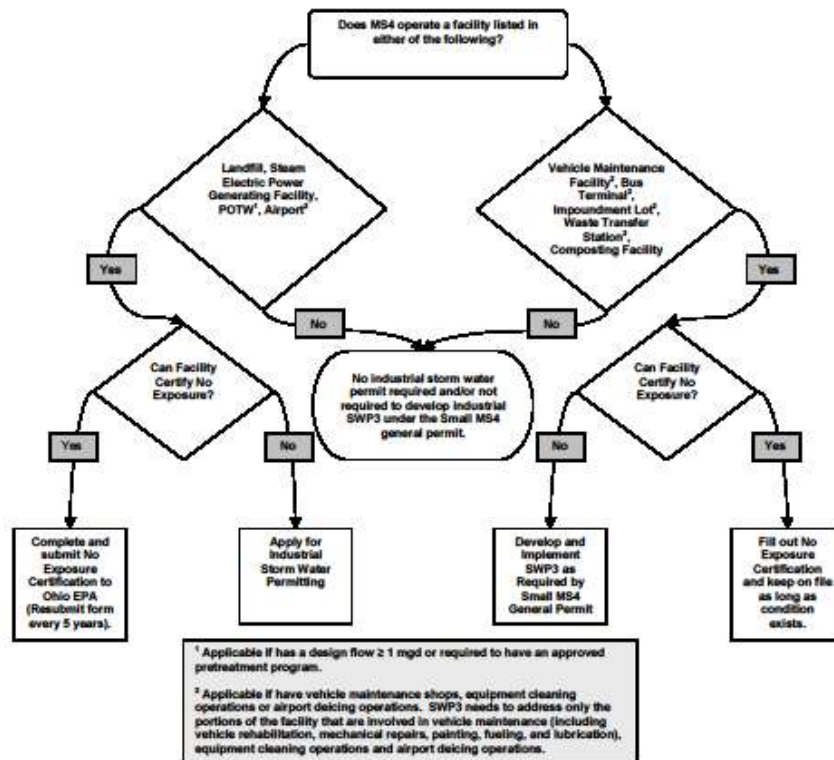 Does MS4 operate a facility listed in
either of the following?
Landfill, Steam
Electric Power
Generating Facility,
POTW¹, Airport²
Vehicle Maintenance
Facility², Bus
Terminal²,
Impoundment Lot²,
Waste Transfer
Station²,
Composting Facility
Yes
Yes
No
No
Can Facility
Certify No
Exposure?
No industrial storm water
permit required and/or not
required to develop industrial
SWP3 under the Small MS4
general permit.
Can Facility
Certify No
Exposure?
Yes
No
No
Yes
Complete and
submit No
Exposure
Certification to
Ohio EPA
(Resubmit form
every 5 years).
Apply for
Industrial
Storm Water
Permitting
Develop and
Implement
SWP3 as
Required by
Small MS4
General Permit
Fill out No
Exposure
Certification
and keep on file
as long as
condition
exists.
¹ Applicable if has a design flow ≥ 1 mgd or required to have an approved
pretreatment program.
² Applicable if have vehicle maintenance shops, equipment cleaning
operations or airport deicing operations. SWP3 needs to address only the
portions of the facility that are involved in vehicle maintenance (including
vehicle rehabilitation, mechanical repairs, painting, fueling, and lubrication),
equipment cleaning operations and airport deicing operations.